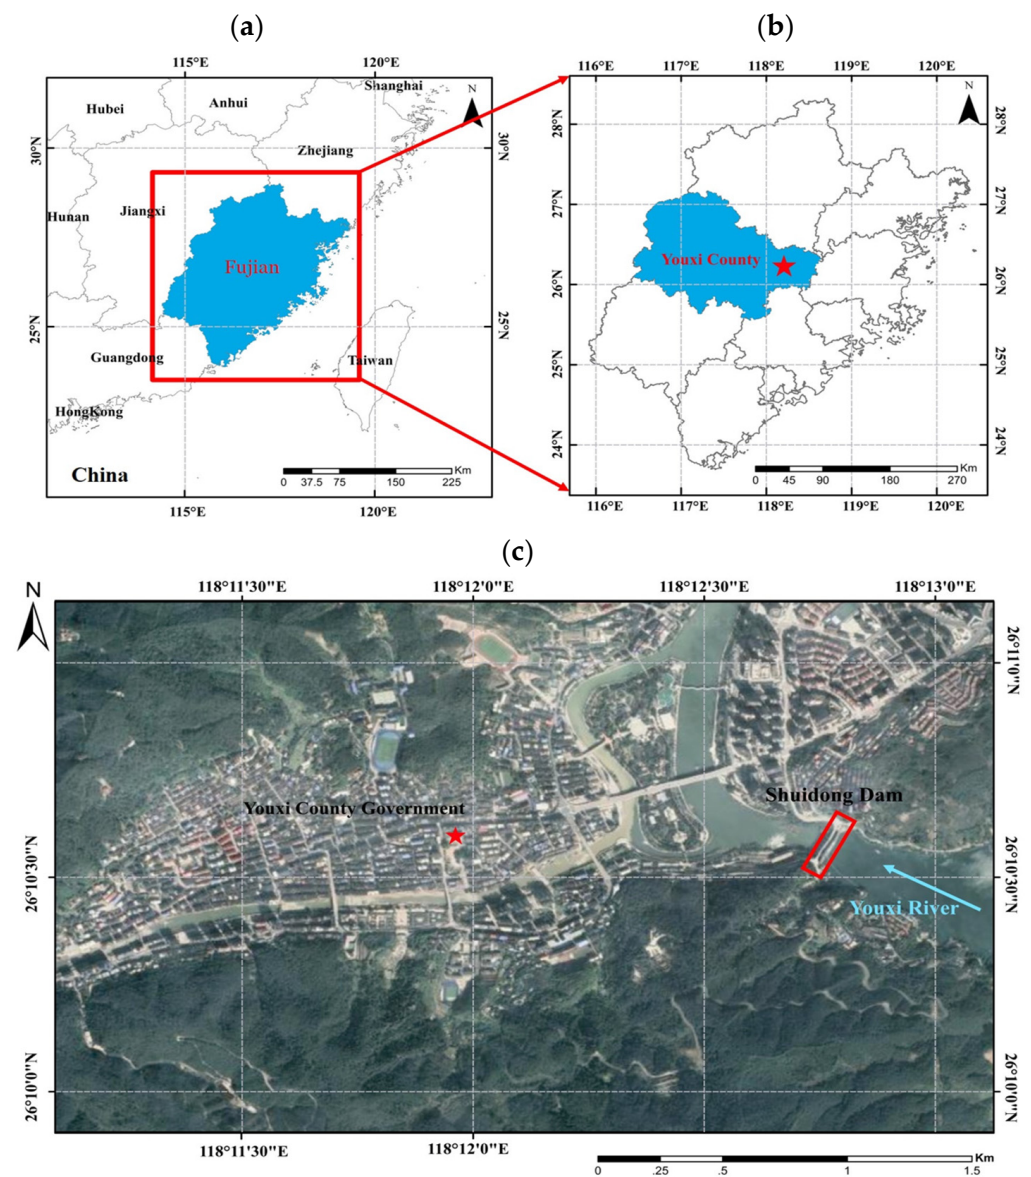 (a)
115°E 120°E
Shanghai
Hubei
Anhui
N
30°N
Zhejiang
30°N
Hunan
Jiangxi
Fujian
25°N
25°N
Guangdong
Taiwan
HongKong
China
Km
0 37.5 75 150 225
115°E 120°E
(b)
116°E 117°E 118°E 119°E 120°E
N
28°N
28°N
27°N
27°N
Youxi County
26°N
26°N
25°N
25°N
24°N
24°N
Km
0 45 90 180 270
116°E 117°E 118°E 119°E 120°E
(c)
N
118°11'30"E 118°12'0"E 118°12'30"E 118°13'0"E
26°11'0"N
Shuidong Dam
Youxi County Government
26°10'30"N
26°10'30"N
Youxi River
26°10'0"N
26°10'0"N
118°11'30"E 118°12'0"E
Km
0 .25 .5 1 1.5